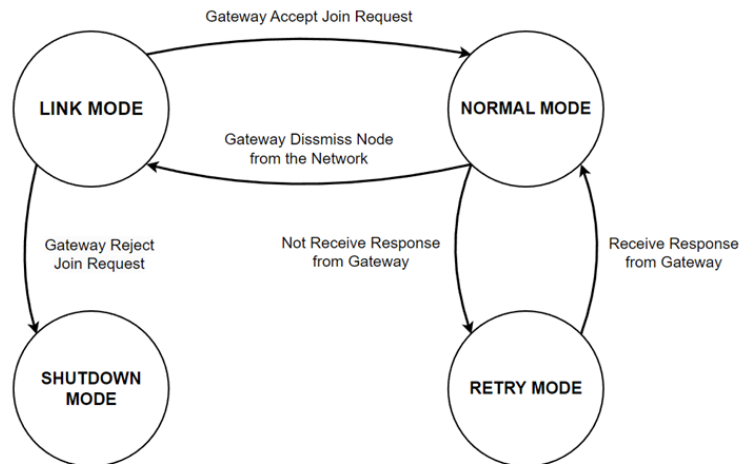 Gateway Accept Join Request
LINK MODE
NORMAL MODE
Gateway Dissmiss Node
from the Network
Gateway Reject
Join Request
Not Receive Response
from Gateway
Receive Response
from Gateway
SHUTDOWN
MODE
RETRY MODE